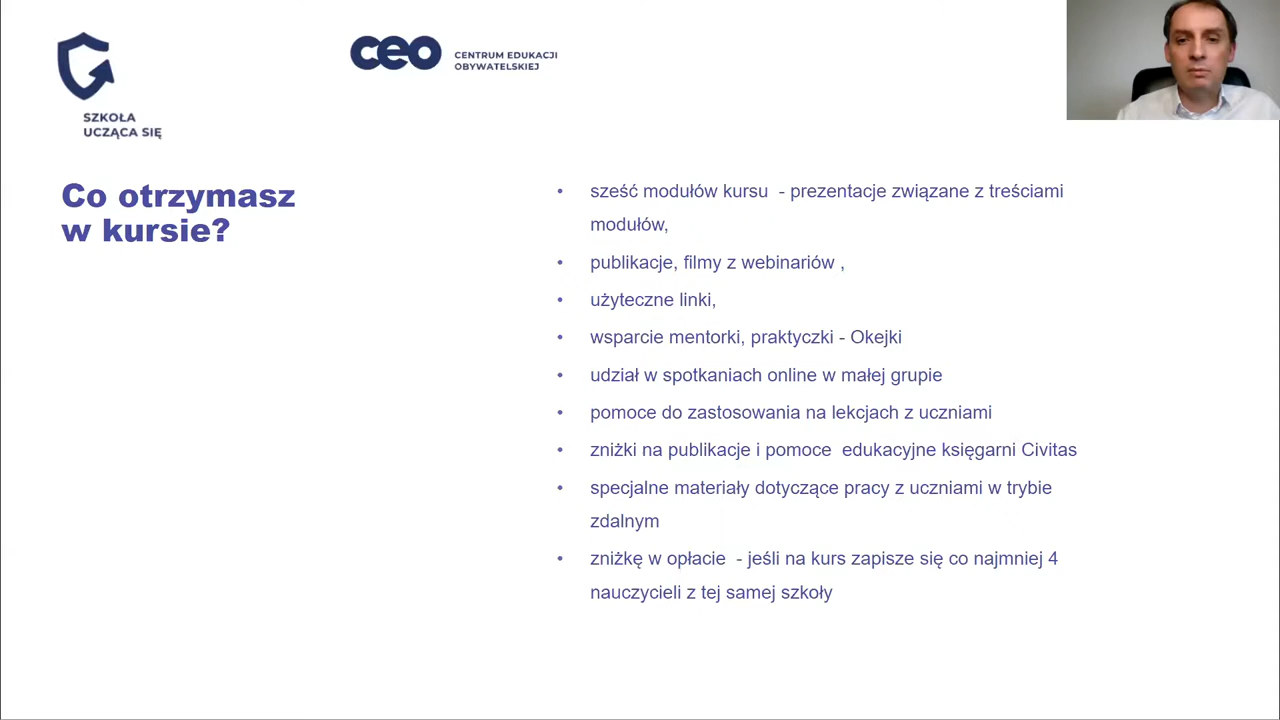 SZKOŁA
UCZĄCA SIĘ
ceo
CENTRUM EDUKACJI
OBYWATELSKIEJ
Co otrzymasz
w kursie?
• sześć modułów kursu - prezentacje związane z treściami
modułów,
• publikacje, filmy z webinariów ,
• użyteczne linki,
• wsparcie mentorki, praktyczki - Okejki
• udział w spotkaniach online w małej grupie
• pomoce do zastosowania na lekcjach z uczniami
• zniżki na publikacje i pomoce edukacyjne księgarni Civitas
• specjalne materiały dotyczące pracy z uczniami w trybie
zdalnym
• zniżkę w opłacie - jeśli na kurs zapisze się co najmniej 4
nauczycieli z tej samej szkoły